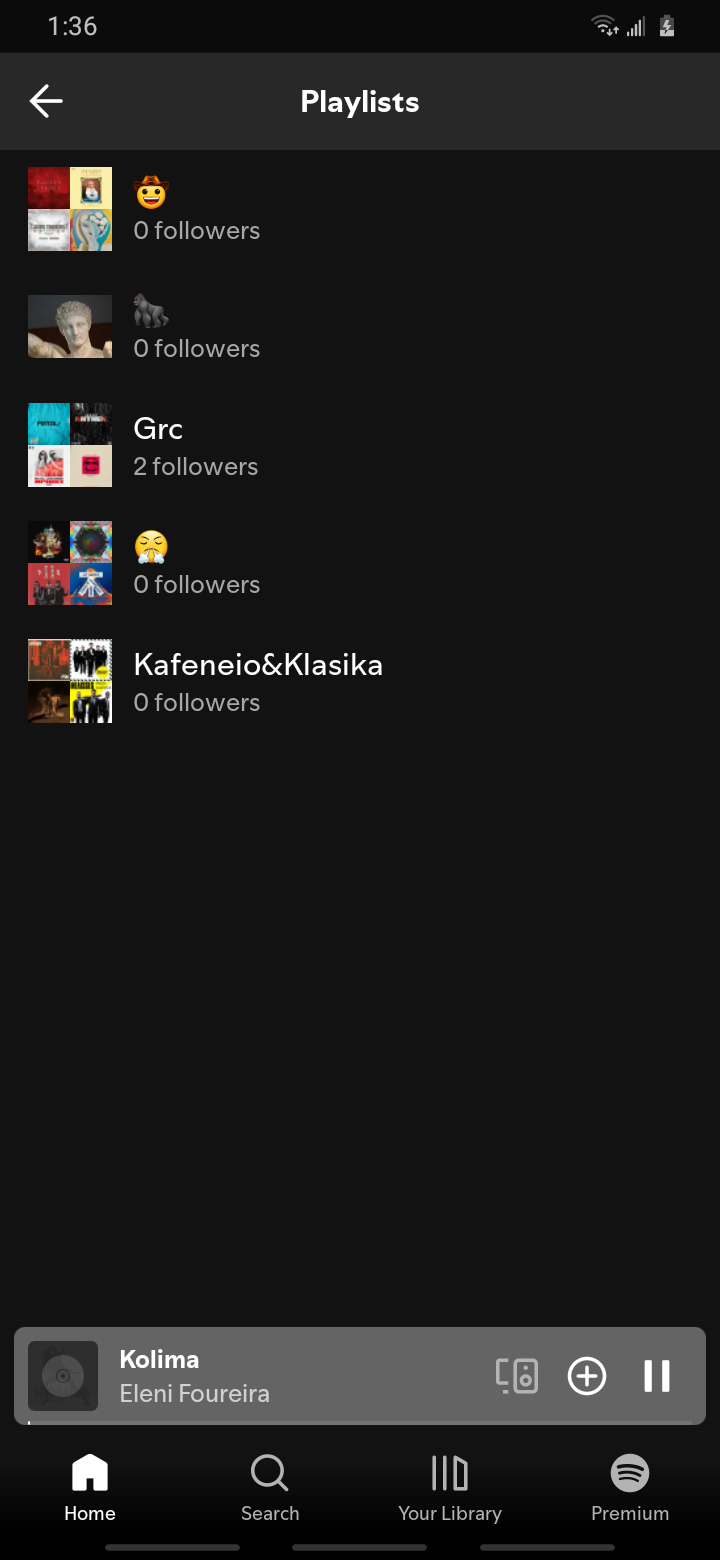 1:36
Playlists
🤠
0 followers
🦍
0 followers
Grc
2 followers
😤
0 followers
Kafeneio&Klasika
0 followers
Kolima
Eleni Foureira
Home
Search
Your Library
Premium